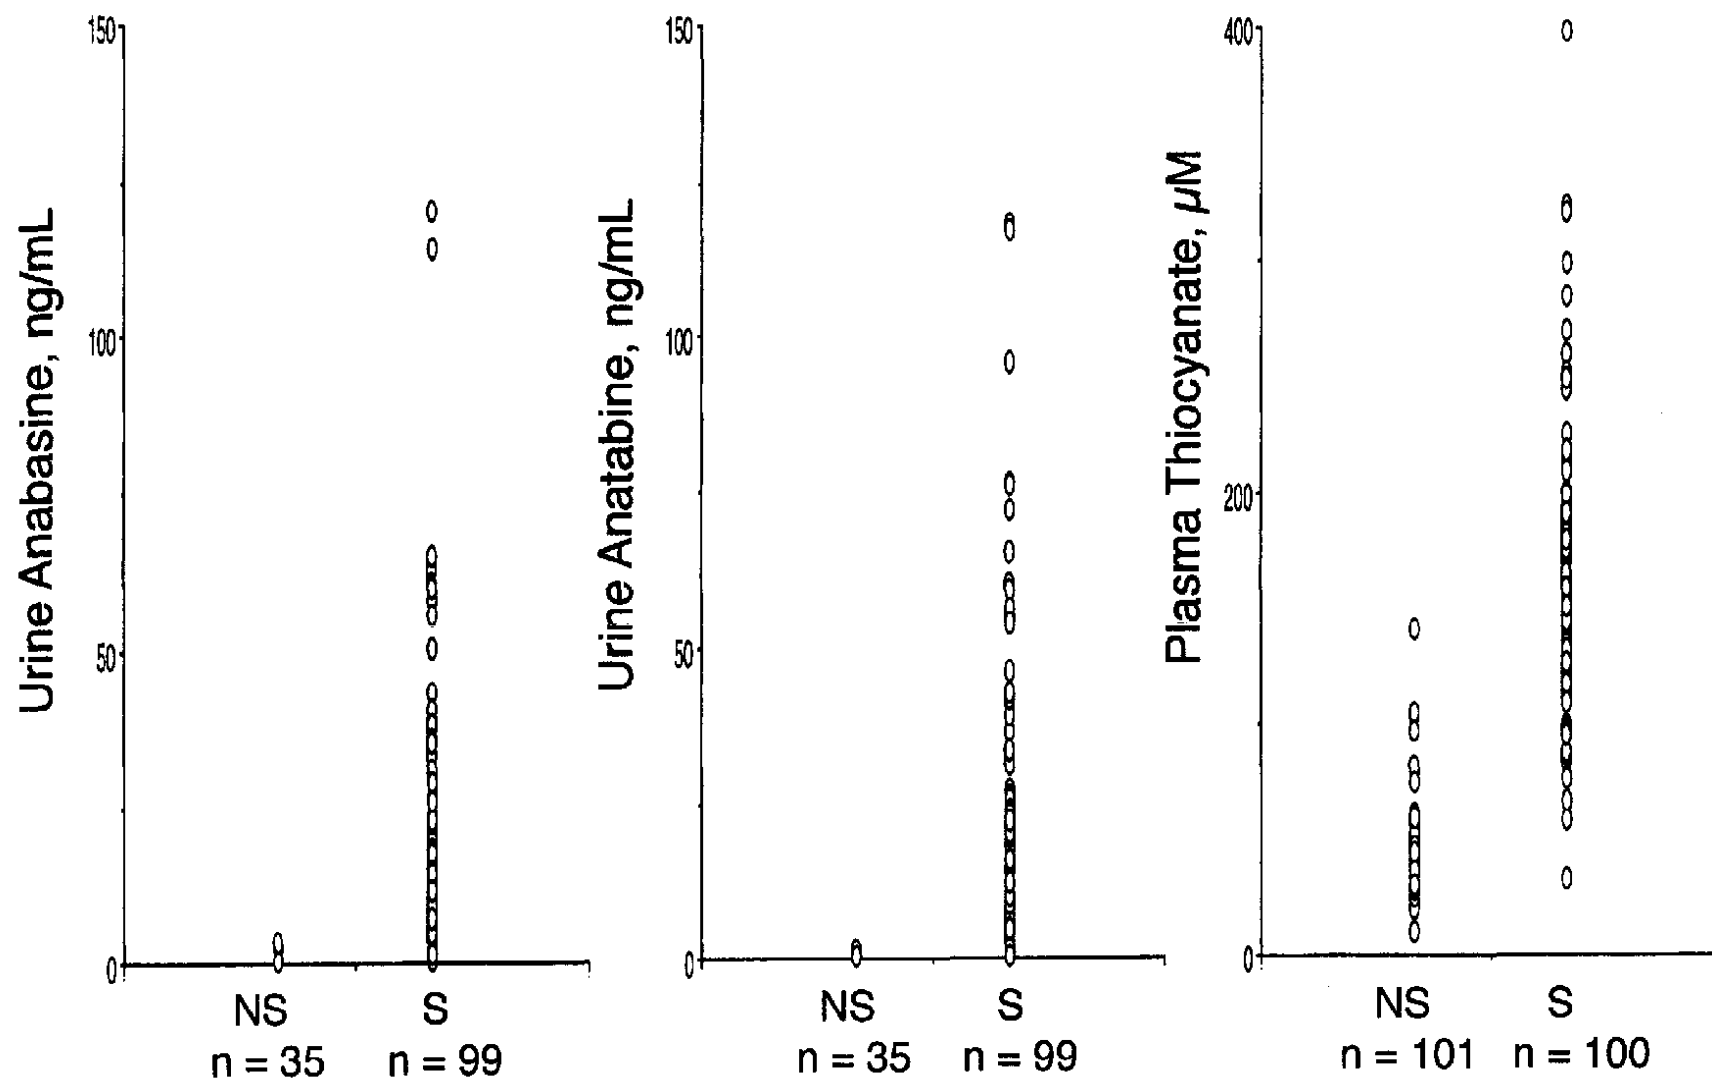 Urine Anabasine, ng/mL
150
100
50
0
NS S
n = 35 n = 99
Urine Anatabine, ng/mL
150
100
50
0
NS S
n = 35 n = 99
Plasma Thiocyanate, µM
400
200
0
NS S
n = 101 n = 100